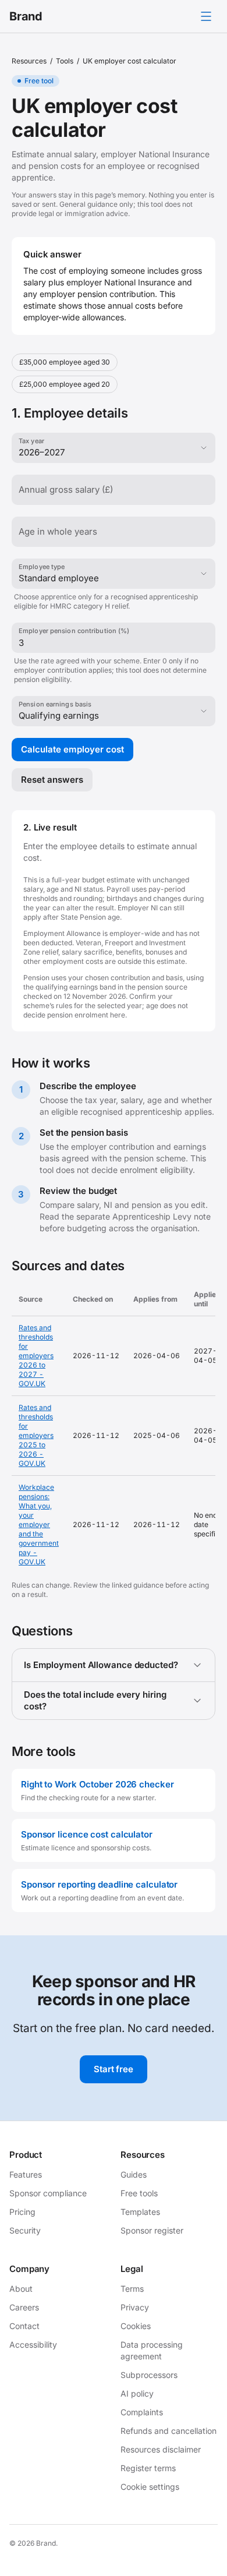 Brand
Resources / Tools / UK employer cost calculator
Free tool
UK employer cost
calculator
Estimate annual salary, employer National Insurance
and pension costs for an employee or recognised
apprentice.
Your answers stay in this page's memory. Nothing you enter is
saved or sent. General guidance only; this tool does not
provide legal or immigration advice.
Quick answer
The cost of employing someone includes gross
salary plus employer National Insurance and
any employer pension contribution. This
estimate shows those annual costs before
employer-wide allowances.
£35,000 employee aged 30
£25,000 employee aged 20
1. Employee details
Tax year
2026–2027
Annual gross salary (£)
Age in whole years
Employee type
Standard employee
Choose apprentice only for a recognised apprenticeship
eligible for HMRC category H relief.
Employer pension contribution (%)
3
Use the rate agreed with your scheme. Enter 0 only if no
employer contribution applies; this tool does not determine
pension eligibility.
Pension earnings basis
Qualifying earnings
Calculate employer cost
Reset answers
2. Live result
Enter the employee details to estimate annual
cost.
This is a full-year budget estimate with unchanged
salary, age and NI status. Payroll uses pay-period
thresholds and rounding; birthdays and changes during
the year can alter the result. Employer NI can still
apply after State Pension age.
Employment Allowance is employer-wide and has not
been deducted. Veteran, Freeport and Investment
Zone relief, salary sacrifice, benefits, bonuses and
other employment costs are outside this estimate.
Pension uses your chosen contribution and basis, using
the qualifying earnings band in the pension source
checked on 12 November 2026. Confirm your
scheme's rules for the selected year; age does not
decide pension enrolment here.
How it works
1
Describe the employee
Choose the tax year, salary, age and whether
an eligible recognised apprenticeship applies.
2
Set the pension basis
Use the employer contribution and earnings
basis agreed with the pension scheme. This
tool does not decide enrolment eligibility.
3
Review the budget
Compare salary, NI and pension as you edit.
Read the separate Apprenticeship Levy note
before budgeting across the organisation.
Sources and dates
Source Checked on Applies from Applies until
Rates and
thresholds
for
employers
2026 to
2027 -
GOV.UK
2026-11-12 2026-04-06 2027-
04-05
Rates and
thresholds
for
employers
2025 to
2026 -
GOV.UK
2026-11-12 2025-04-06 2026-
04-05
Workplace
pensions:
What you,
your
employer
and the
government
pay -
GOV.UK
2026-11-12 2026-11-12 No end
date
specifi
Rules can change. Review the linked guidance before acting
on a result.
Questions
Is Employment Allowance deducted?
Does the total include every hiring
cost?
More tools
Right to Work October 2026 checker
Find the checking route for a new starter.
Sponsor licence cost calculator
Estimate licence and sponsorship costs.
Sponsor reporting deadline calculator
Work out a reporting deadline from an event date.
Keep sponsor and HR
records in one place
Start on the free plan. No card needed.
Start free
Product
Features
Sponsor compliance
Pricing
Security
Resources
Guides
Free tools
Templates
Sponsor register
Company
About
Careers
Contact
Accessibility
Legal
Terms
Privacy
Cookies
Data processing
agreement
Subprocessors
AI policy
Complaints
Refunds and cancellation
Resources disclaimer
Register terms
Cookie settings
© 2026 Brand.